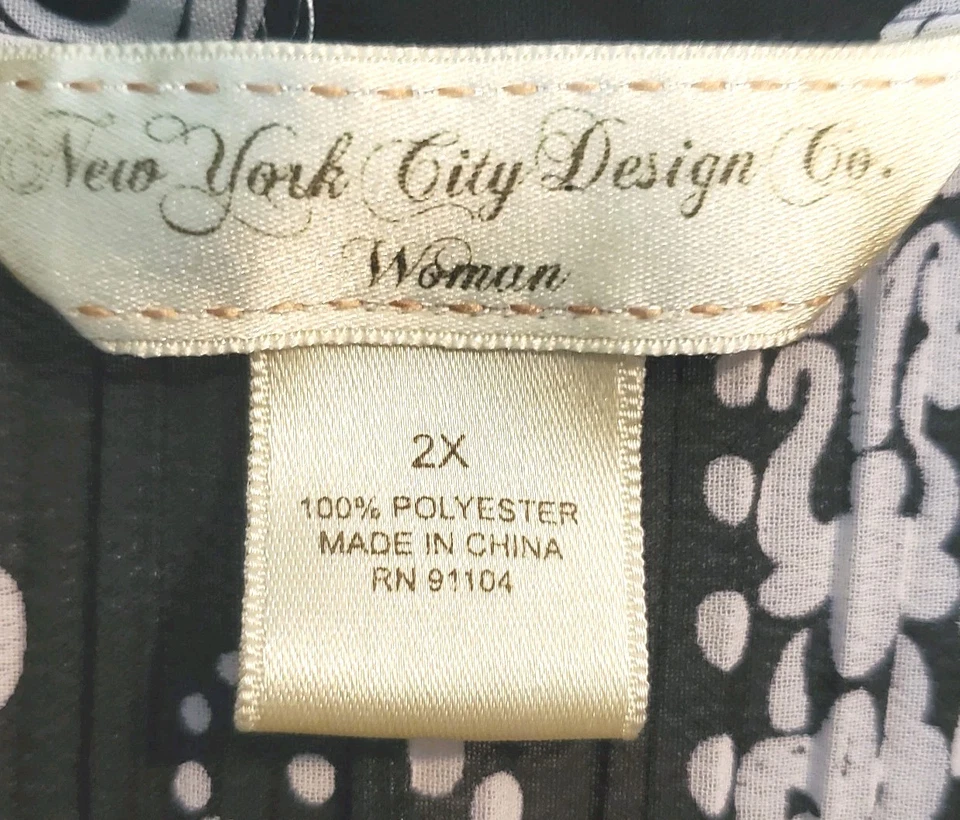 New York City Design Co.
Woman
2X
100% POLYESTER
MADE IN CHINA
RN 91104